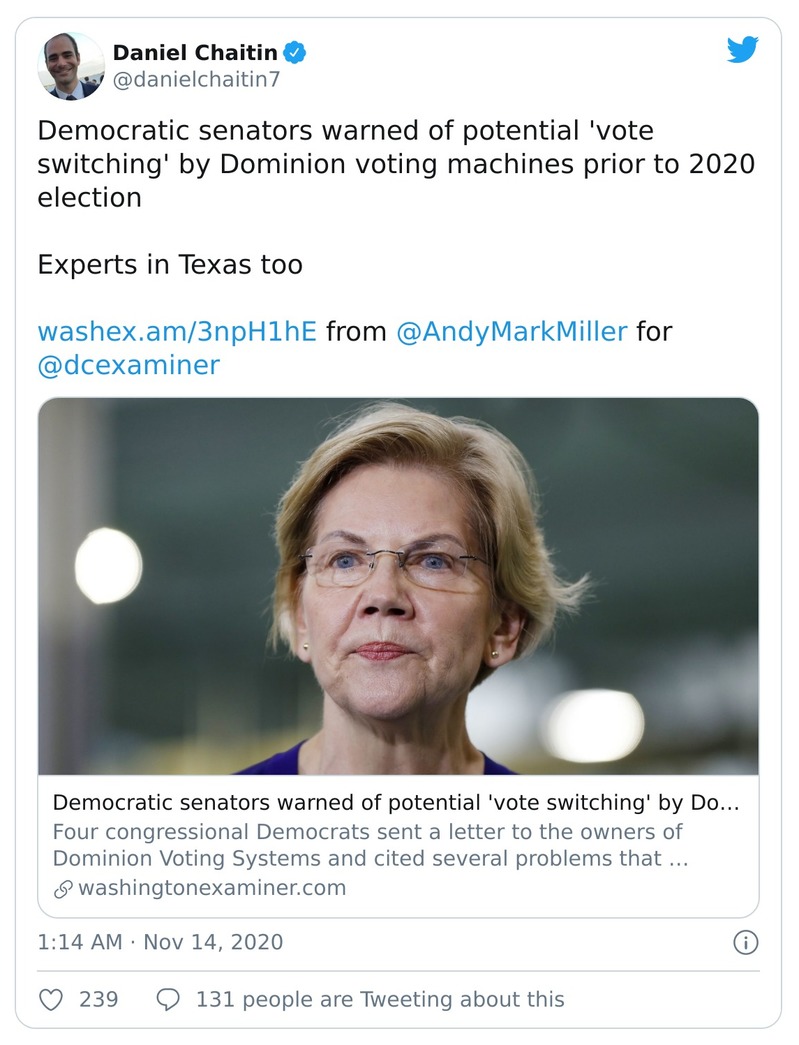 Daniel Chaitin
@danielchaitin7
Democratic senators warned of potential 'vote
switching' by Dominion voting machines prior to 2020
election
Experts in Texas too
washex.am/3npH1hE from @AndyMarkMiller for
@dcexaminer
Democratic senators warned of potential 'vote switching' by Do...
Four congressional Democrats sent a letter to the owners of
Dominion Voting Systems and cited several problems that ...
washingtonexaminer.com
1:14 AM · Nov 14, 2020
239
131 people are Tweeting about this